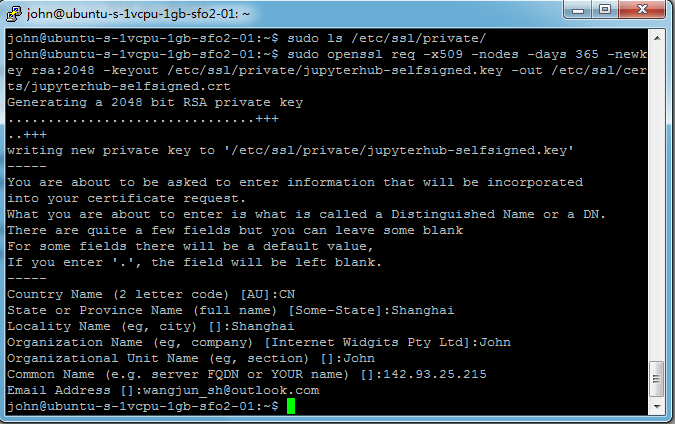 john@ubuntu-s-1vcpu-1gb-sfo2-01: ~
john@ubuntu-s-1vcpu-1gb-sfo2-01:~$ sudo ls /etc/ssl/private/
john@ubuntu-s-1vcpu-1gb-sfo2-01:~$ sudo openssl req -x509 -nodes -days 365 -newk
ey rsa:2048 -keyout /etc/ssl/private/jupyterhub-selfsigned.key -out /etc/ssl/cer
ts/jupyterhub-selfsigned.crt
Generating a 2048 bit RSA private key
...............................+++
..+++
writing new private key to '/etc/ssl/private/jupyterhub-selfsigned.key'
-----
You are about to be asked to enter information that will be incorporated
into your certificate request.
What you are about to enter is what is called a Distinguished Name or a DN.
There are quite a few fields but you can leave some blank
For some fields there will be a default value,
If you enter '.', the field will be left blank.
-----
Country Name (2 letter code) [AU]:CN
State or Province Name (full name) [Some-State]:Shanghai
Locality Name (eg, city) []:Shanghai
Organization Name (eg, company) [Internet Widgits Pty Ltd]:John
Organizational Unit Name (eg, section) []:John
Common Name (e.g. server FQDN or YOUR name) []:142.93.25.215
Email Address []:wangjun_sh@outlook.com
john@ubuntu-s-1vcpu-1gb-sfo2-01:~$